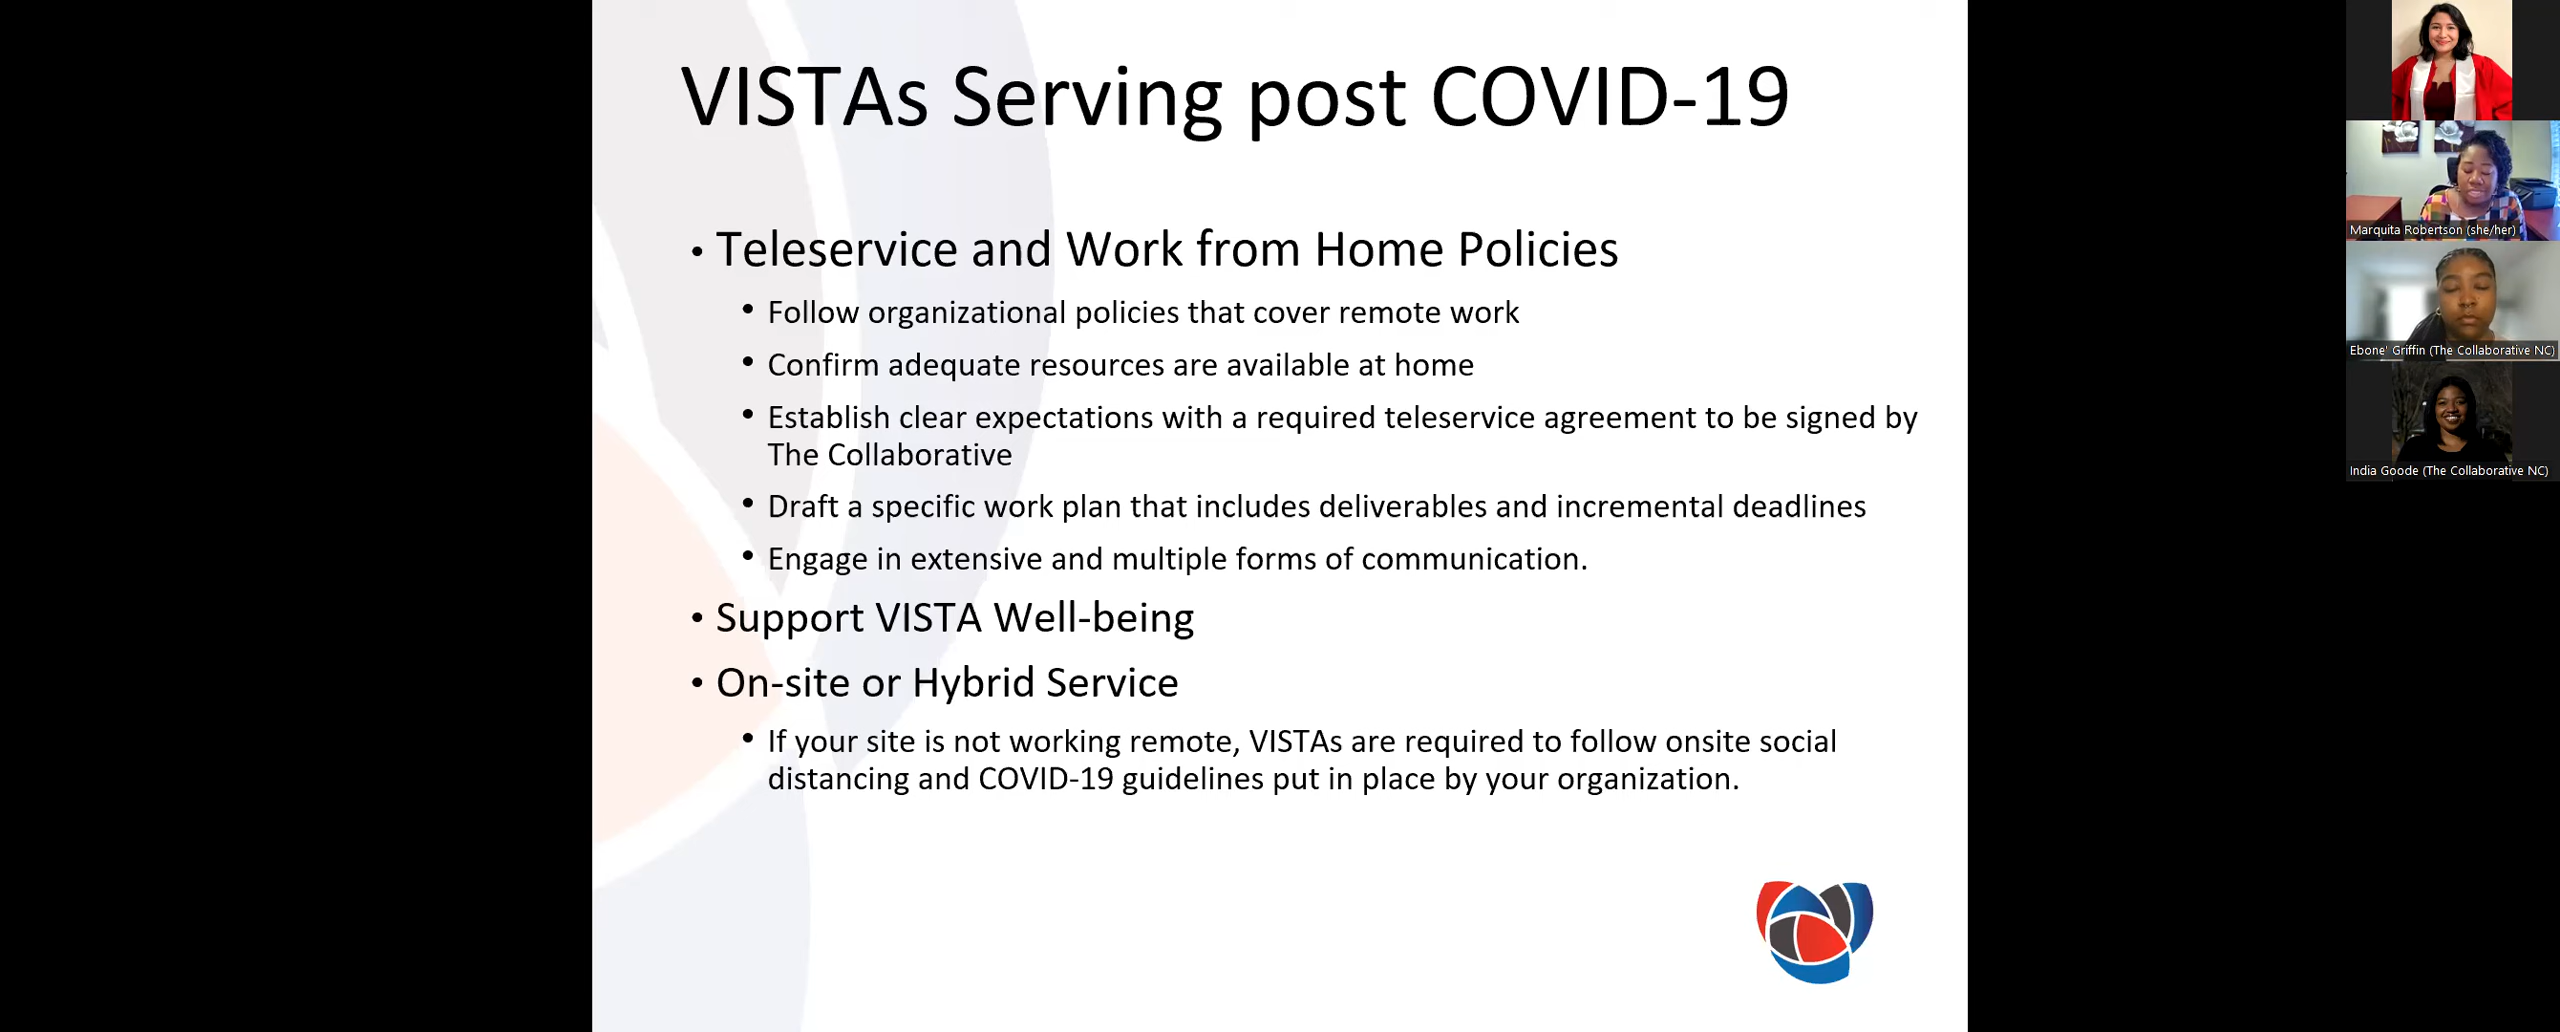 VISTAs Serving post COVID-19
• Teleservice and Work from Home Policies
• Follow organizational policies that cover remote work
• Confirm adequate resources are available at home
• Establish clear expectations with a required teleservice agreement to be signed by
The Collaborative
• Draft a specific work plan that includes deliverables and incremental deadlines
• Engage in extensive and multiple forms of communication.
• Support VISTA Well-being
• On-site or Hybrid Service
• If your site is not working remote, VISTAs are required to follow onsite social
distancing and COVID-19 guidelines put in place by your organization.
Marquita Robertson (she/her)
Ebone' Griffin (The Collaborative NC)
India Goode (The Collaborative NC)